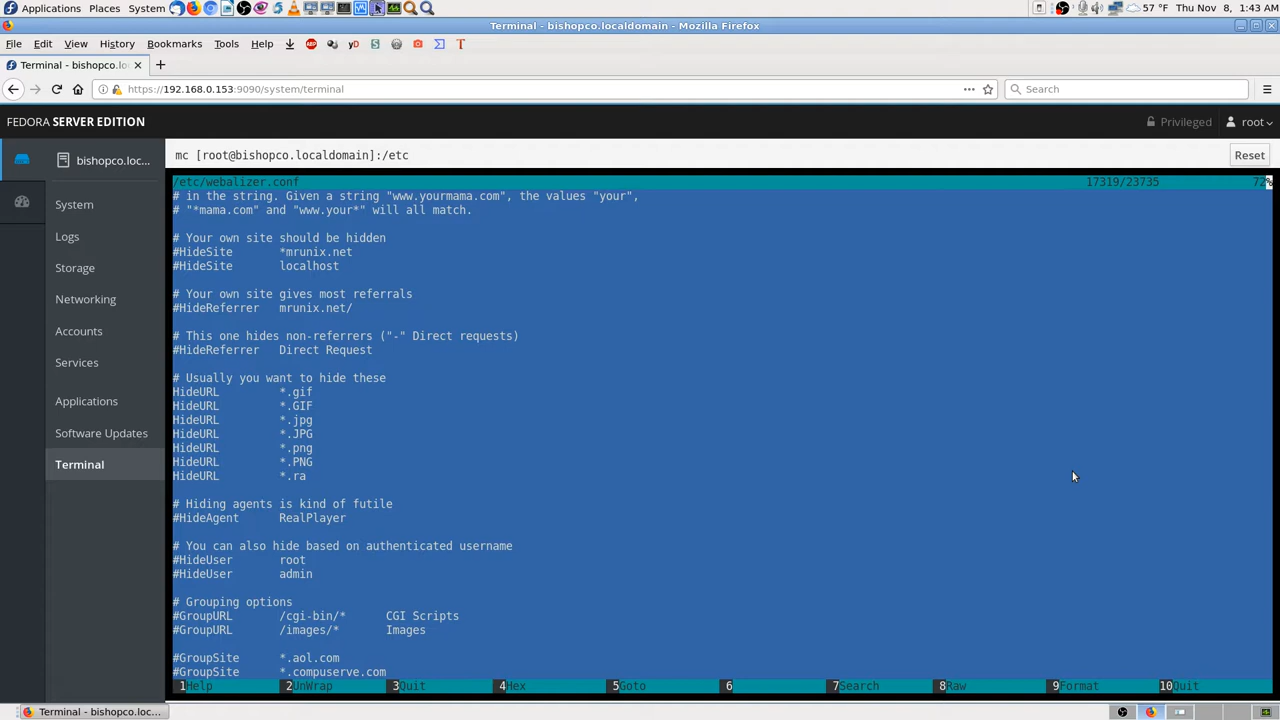 Applications Places System 57 °F Thu Nov 8, 1:43 AM
Terminal - bishopco.localdomain - Mozilla Firefox
File Edit View History Bookmarks Tools Help
Terminal - bishopco.lo
https://192.168.0.153:9090/system/terminal Search
FEDORA SERVER EDITION Privileged root
bishopco.loc...
mc [root@bishopco.localdomain]:/etc Reset
System
Logs
Storage
Networking
Accounts
Services
Applications
Software Updates
Terminal
/etc/webalizer.conf 17319/23735 72%
# in the string. Given a string "www.yourmama.com", the values "your",
# "*mama.com" and "www.your*" will all match.
# Your own site should be hidden
#HideSite *mrunix.net
#HideSite localhost
# Your own site gives most referrals
#HideReferrer mrunix.net/
# This one hides non-referrers ("-" Direct requests)
#HideReferrer Direct Request
# Usually you want to hide these
HideURL *.gif
HideURL *.GIF
HideURL *.jpg
HideURL *.JPG
HideURL *.png
HideURL *.PNG
HideURL *.ra
# Hiding agents is kind of futile
#HideAgent RealPlayer
# You can also hide based on authenticated username
#HideUser root
#HideUser admin
# Grouping options
#GroupURL /cgi-bin/* CGI Scripts
#GroupURL /images/* Images
#GroupSite *.aol.com
#GroupSite *.compuserve.com
1Help 2UnWrap 3Quit 4Hex 5Goto 6 7Search 8Raw 9Format 10Quit
Terminal - bishopco.loc...